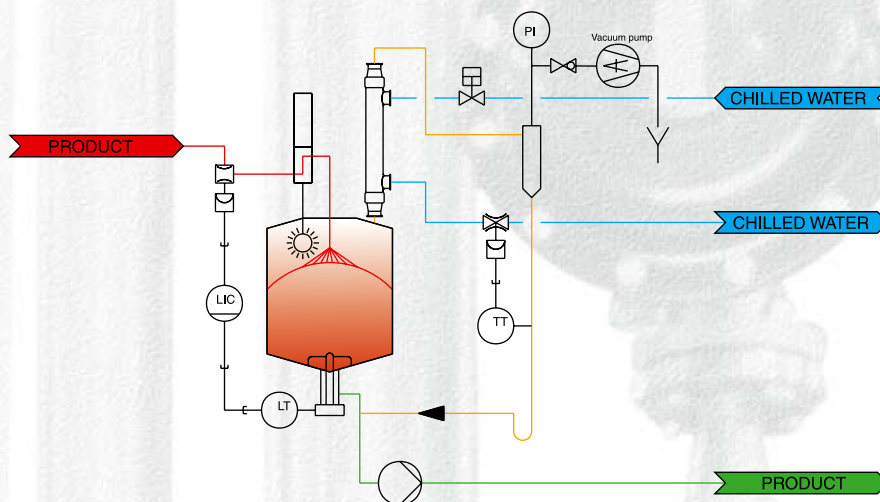 PI
Vacuum pump
CHILLED WATER
PRODUCT
CHILLED WATER
LIC
TT
LT
PRODUCT